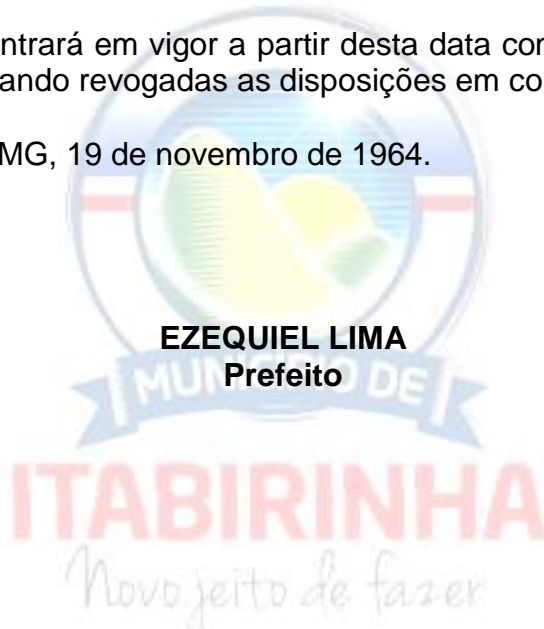 ntrará em vigor a partir desta data con
ando revogadas as disposições em co
MG, 19 de novembro de 1964.
EZEQUIEL LIMA
Prefeito
MUNICÍPIO DE
ITABIRINHA
Novo jeito de fazer